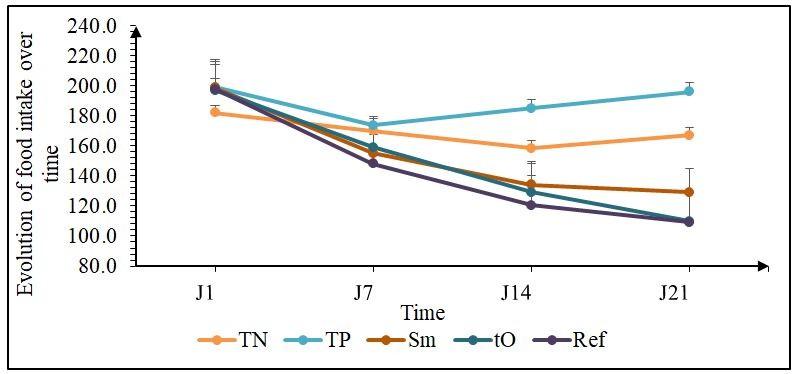 Evolution of food intake over
time
240.0
220.0
200.0
180.0
160.0
140.0
120.0
100.0
80.0
J1 J7 J14 J21
Time
TN TP Sm tO Ref